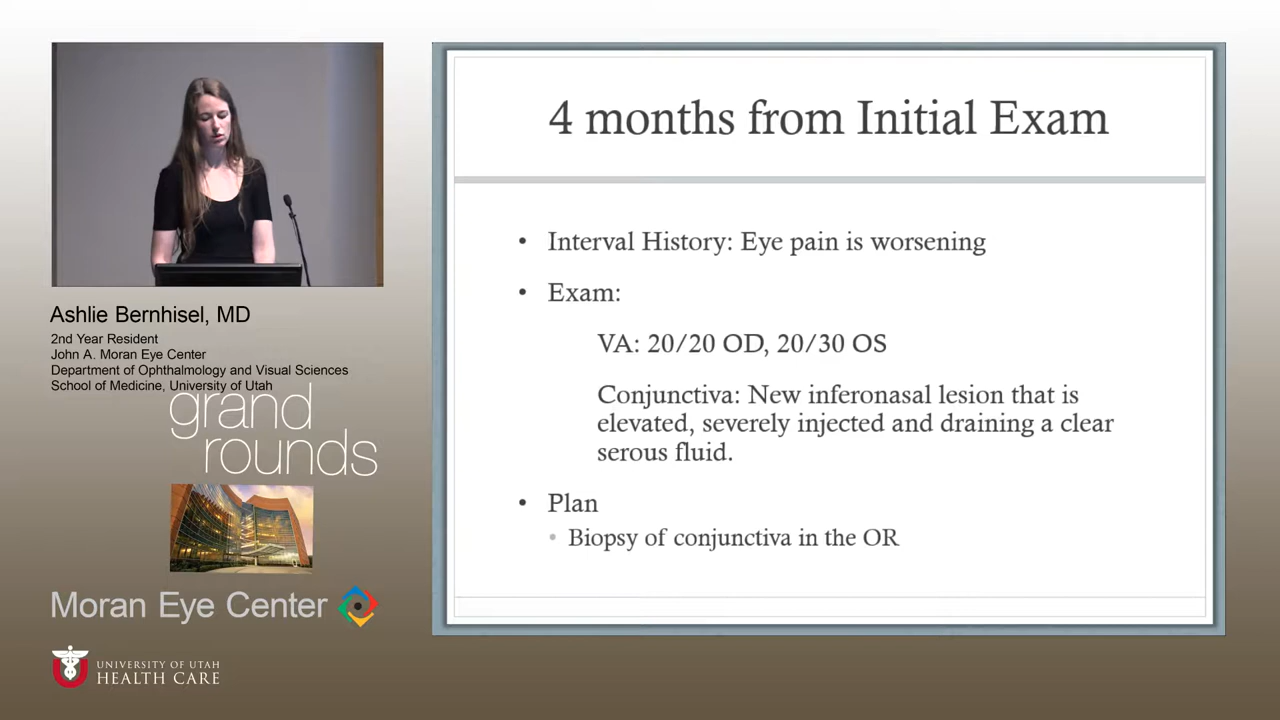 4 months from Initial Exam
• Interval History: Eye pain is worsening
• Exam:
VA: 20/20 OD, 20/30 OS
Conjunctiva: New inferonasal lesion that is
elevated, severely injected and draining a clear
serous fluid.
• Plan
• Biopsy of conjunctiva in the OR
Ashlie Bernhisel, MD
2nd Year Resident
John A. Moran Eye Center
Department of Ophthalmology and Visual Sciences
School of Medicine, University of Utah
grand
rounds
Moran Eye Center
UNIVERSITY OF UTAH
HEALTH CARE